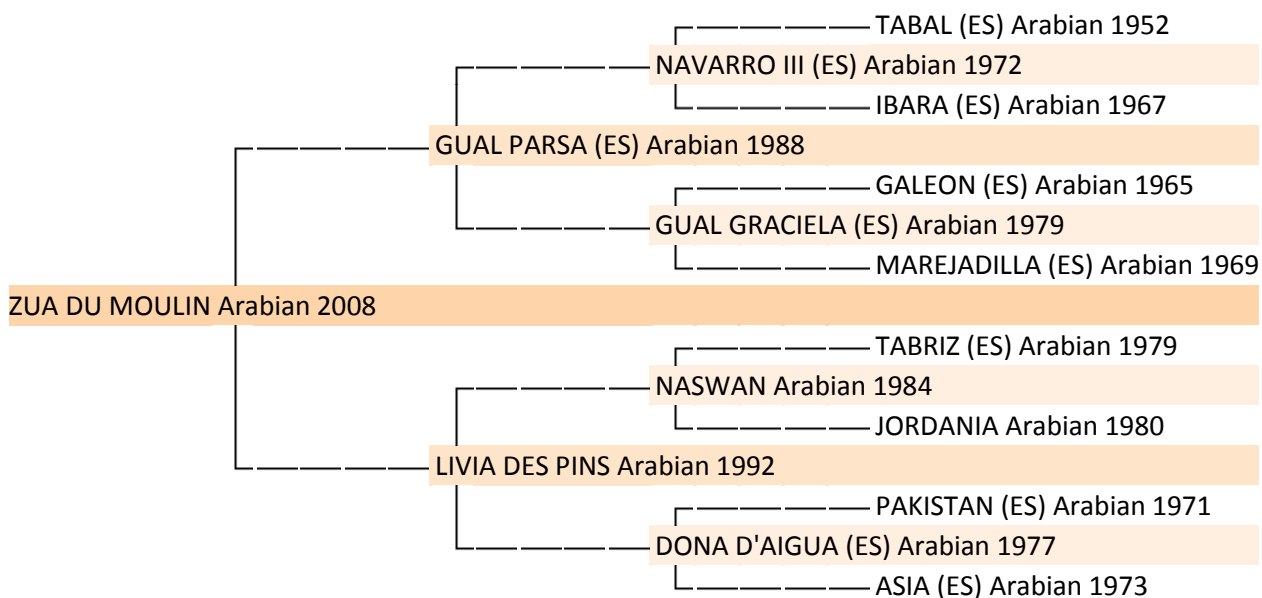 TABAL (ES) Arabian 1952
NAVARRO III (ES) Arabian 1972
IBARA (ES) Arabian 1967
GUAL PARSA (ES) Arabian 1988
GALEON (ES) Arabian 1965
GUAL GRACIELA (ES) Arabian 1979
MAREJADILLA (ES) Arabian 1969
ZUA DU MOULIN Arabian 2008
TABRIZ (ES) Arabian 1979
NASWAN Arabian 1984
JORDANIA Arabian 1980
LIVIA DES PINS Arabian 1992
PAKISTAN (ES) Arabian 1971
DONA D'AIGUA (ES) Arabian 1977
ASIA (ES) Arabian 1973